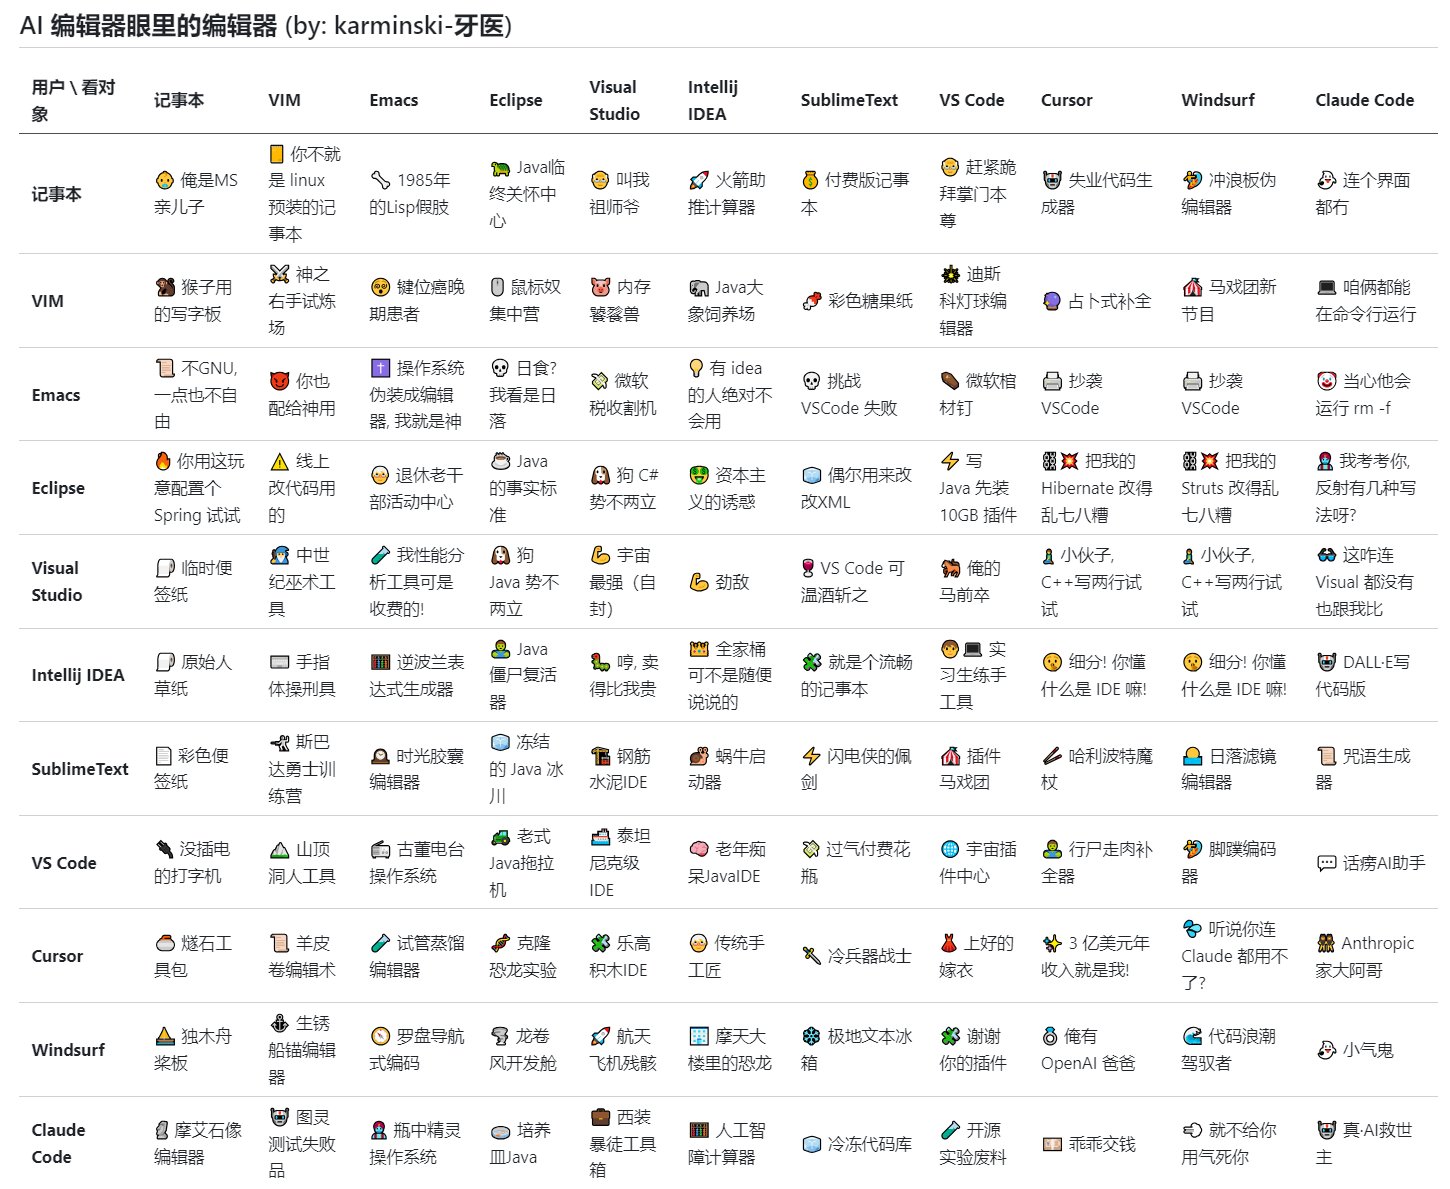 AI 编辑器眼里的编辑器 (by: karminski-牙医)
用户 \ 看对象 记事本 VIM Emacs Eclipse Visual Studio Intellij IDEA SublimeText VS Code Cursor Windsurf Claude Code
记事本 👶 俺是MS亲儿子 🚪 你不就是 linux 预装的记事本 🦴 1985年的Lisp假肢 🐢 Java临终关怀中心 👴 叫我祖师爷 🚀 火箭助推计算器 💰 付费版记事本 👴 赶紧跪拜掌门本尊 🤖 失业代码生成器 🏄 冲浪板伪编辑器 👻 连个界面都冇
VIM 🐒 猴子用的写字板 ⚔️ 神之右手试炼场 😵 键位癌晚期患者 🖱️ 鼠标奴集中营 🐷 内存饕餮兽 🐘 Java大象饲养场 🍬 彩色糖果纸 🔅 迪斯科灯球编辑器 🔮 占卜式补全 🎪 马戏团新节目 💻 咱俩都能在命令行运行
Emacs 📜 不GNU, 一点也不自由 😈 你也配给神用 ✝️ 操作系统伪装成编辑器, 我就是神 💀 日食? 我看是日落 💸 微软税收割机 💡 有 idea 的人绝对不会用 💀 挑战 VSCode 失败 ⚰️ 微软棺材钉 🖨️ 抄袭 VSCode 🖨️ 抄袭 VSCode 🤡 当心他会运行 rm -f
Eclipse 🔥 你用这玩意配置个 Spring 试试 ⚠️ 线上改代码用的 👴 退休老干部活动中心 ☕ Java 的事实标准 🐶 狗 C# 势不两立 🤑 资本主义的诱惑 🧊 偶尔用来改改XML ⚡ 写 Java 先装 10GB 插件 ⛓️💥 把我的 Hibernate 改得乱七八糟 ⛓️💥 把我的 Struts 改得乱七八糟 🧞 我考考你, 反射有几种写法呀?
Visual Studio 🧻 临时便签纸 🧙 中世纪巫术工具 🧪 我性能分析工具可是收费的! 🐶 狗 Java 势不两立 💪 宇宙最强（自封） 💪 劲敌 🍷 VS Code 可温酒斩之 🐎 俺的马前卒 🗽 小伙子, C++写两行试试 🗽 小伙子, C++写两行试试 🕶️ 这咋连 Visual 都没有也跟我比
Intellij IDEA 🧻 原始人草纸 ⌨️ 手指体操刑具 🧮 逆波兰表达式生成器 🧟 Java 僵尸复活器 🐛 哼, 卖得比我贵 👑 全家桶可不是随便说说的 🧩 就是个流畅的记事本 🧑‍💻 实习生练手工具 🤫 细分! 你懂什么是 IDE 嘛! 🤫 细分! 你懂什么是 IDE 嘛! 🤖 DALL·E写代码版
SublimeText 📄 彩色便签纸 🤺 斯巴达勇士训练营 🕰️ 时光胶囊编辑器 🧊 冻结的 Java 冰川 🏗️ 钢筋水泥IDE 🐌 蜗牛启动器 ⚡ 闪电侠的佩剑 🎪 插件马戏团 🪄 哈利波特魔杖 🌅 日落滤镜编辑器 📜 咒语生成器
VS Code 🔌 没插电的打字机 ⛰️ 山顶洞人工具 📻 古董电台操作系统 🚜 老式Java拖拉机 🚢 泰坦尼克级IDE 🧠 老年痴呆JavaIDE 💸 过气付费花瓶 🌐 宇宙插件中心 🧟 行尸走肉补全器 🏄 脚蹼编码器 💬 话痨AI助手
Cursor 🪨 燧石工具包 📜 羊皮卷编辑术 🧪 试管蒸馏编辑器 🧬 克隆恐龙实验 🧩 乐高积木IDE 👴 传统手工匠 🗡️ 冷兵器战士 👗 上好的嫁衣 ✨ 3 亿美元年收入就是我! 💦 听说你连 Claude 都用不了? 👬 Anthropic 家大阿哥
Windsurf ⛵ 独木舟桨板 ⚓ 生锈船锚编辑器 🧭 罗盘导航式编码 🌪️ 龙卷风开发舱 🚀 航天飞机残骸 🏢 摩天大楼里的恐龙 ❄️ 极地文本冰箱 🧩 谢谢你的插件 💍 俺有 OpenAI 爸爸 🌊 代码浪潮驾驭者 👻 小气鬼
Claude Code 🗿 摩艾石像编辑器 🤖 图灵测试失败品 🧞 瓶中精灵操作系统 🧫 培养皿Java 💼 西装暴徒工具箱 🧮 人工智障计算器 🧊 冷冻代码库 🧪 开源实验废料 💴 乖乖交钱 💨 就不给你用气死你 🤖 真·AI救世主